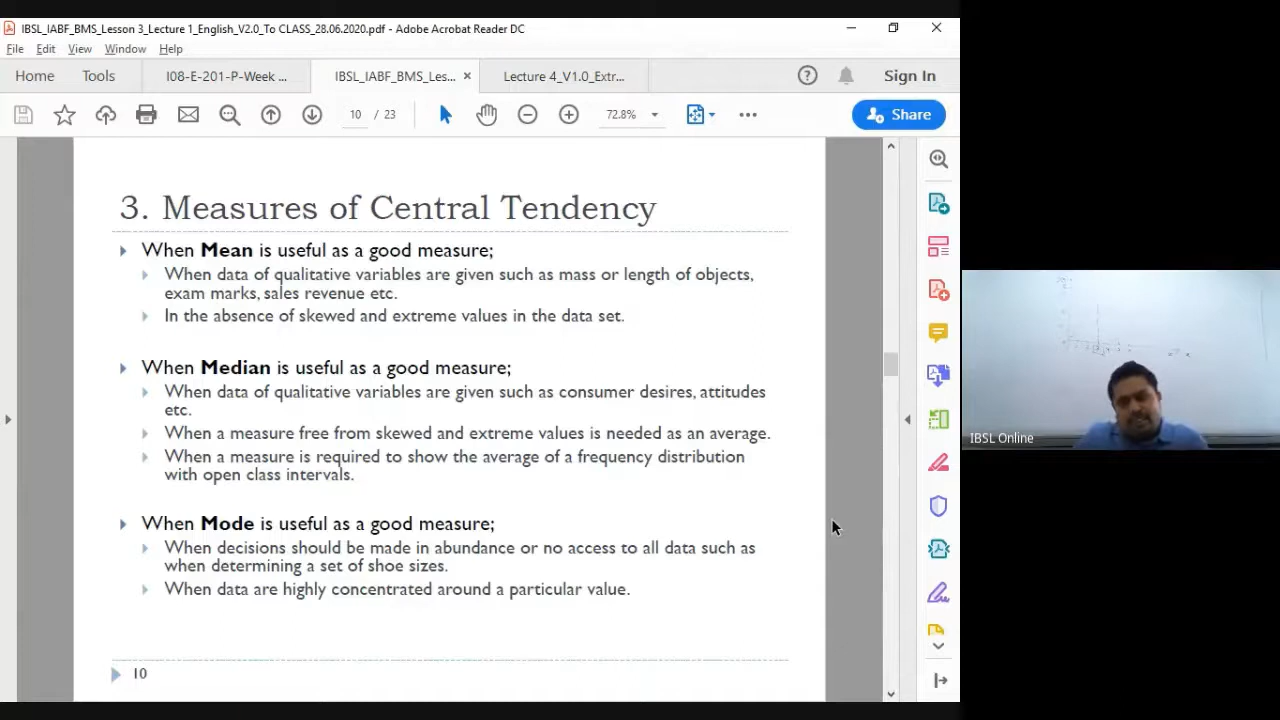 IBSL_IABF_BMS_Lesson 3_Lecture 1_English_V2.0_To CLASS_28.06.2020.pdf - Adobe Acrobat Reader DC
File Edit View Window Help
Home Tools I08-E-201-P-Week ... IBSL_IABF_BMS_Les... × Lecture 4_V1.0_Extr... Sign In
10 / 23 72.8% Share
3. Measures of Central Tendency
When Mean is useful as a good measure;
When data of qualitative variables are given such as mass or length of objects,
exam marks, sales revenue etc.
In the absence of skewed and extreme values in the data set.
When Median is useful as a good measure;
When data of qualitative variables are given such as consumer desires, attitudes
etc.
When a measure free from skewed and extreme values is needed as an average.
When a measure is required to show the average of a frequency distribution
with open class intervals.
When Mode is useful as a good measure;
When decisions should be made in abundance or no access to all data such as
when determining a set of shoe sizes.
When data are highly concentrated around a particular value.
10
IBSL Online